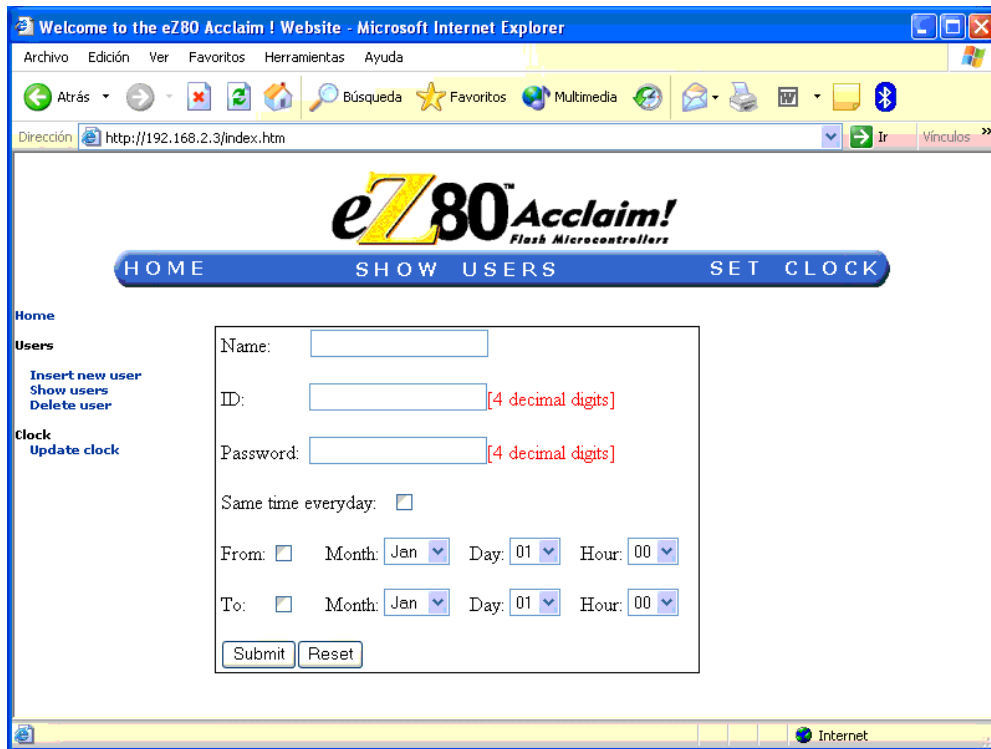 Welcome to the eZ80 Acclaim ! Website - Microsoft Internet Explorer
Archivo Edición Ver Favoritos Herramientas Ayuda
Atrás Búsqueda Favoritos Multimedia
Dirección http://192.168.2.3/index.htm Ir Vínculos »
eZ80™ Acclaim!
Flash Microcontrollers
HOME SHOW USERS SET CLOCK
Home
Users
Insert new user
Show users
Delete user
Clock
Update clock
Name:
ID: [4 decimal digits]
Password: [4 decimal digits]
Same time everyday:
From: Month: Jan Day: 01 Hour: 00
To: Month: Jan Day: 01 Hour: 00
Submit Reset
Internet